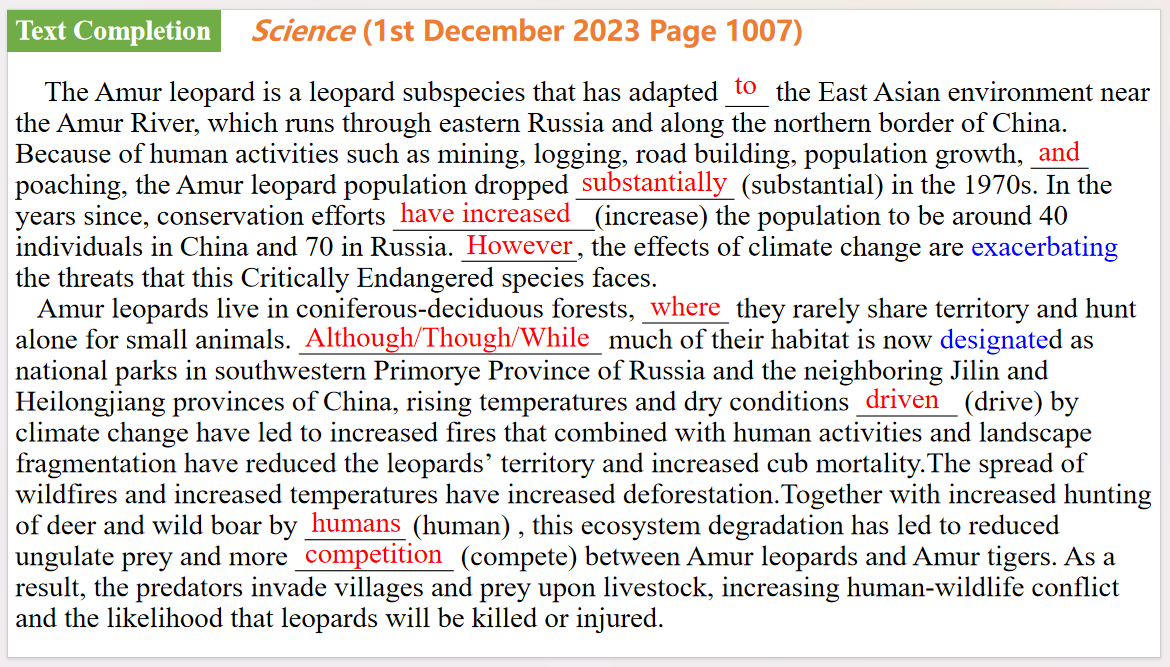 Text Completion Science (1st December 2023 Page 1007)
The Amur leopard is a leopard subspecies that has adapted to the East Asian environment near
the Amur River, which runs through eastern Russia and along the northern border of China.
Because of human activities such as mining, logging, road building, population growth, and
poaching, the Amur leopard population dropped substantially (substantial) in the 1970s. In the
years since, conservation efforts have increased (increase) the population to be around 40
individuals in China and 70 in Russia. However, the effects of climate change are exacerbating
the threats that this Critically Endangered species faces.
Amur leopards live in coniferous-deciduous forests, where they rarely share territory and hunt
alone for small animals. Although/Though/While much of their habitat is now designated as
national parks in southwestern Primorye Province of Russia and the neighboring Jilin and
Heilongjiang provinces of China, rising temperatures and dry conditions driven (drive) by
climate change have led to increased fires that combined with human activities and landscape
fragmentation have reduced the leopards’ territory and increased cub mortality.The spread of
wildfires and increased temperatures have increased deforestation.Together with increased hunting
of deer and wild boar by humans (human) , this ecosystem degradation has led to reduced
ungulate prey and more competition (compete) between Amur leopards and Amur tigers. As a
result, the predators invade villages and prey upon livestock, increasing human-wildlife conflict
and the likelihood that leopards will be killed or injured.